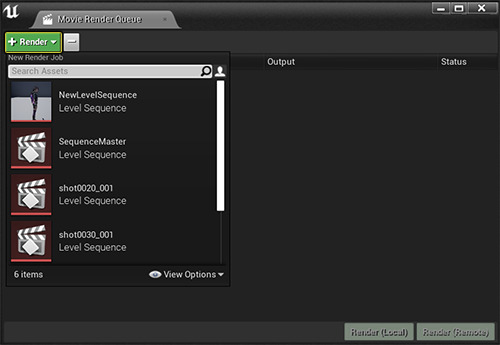 Movie Render Queue
Render
New Render Job
Search Assets
Output
Status
NewLevelSequence
Level Sequence
SequenceMaster
Level Sequence
shot0020_001
Level Sequence
shot0030_001
Level Sequence
6 items
View Options
Render (Local)
Render (Remote)